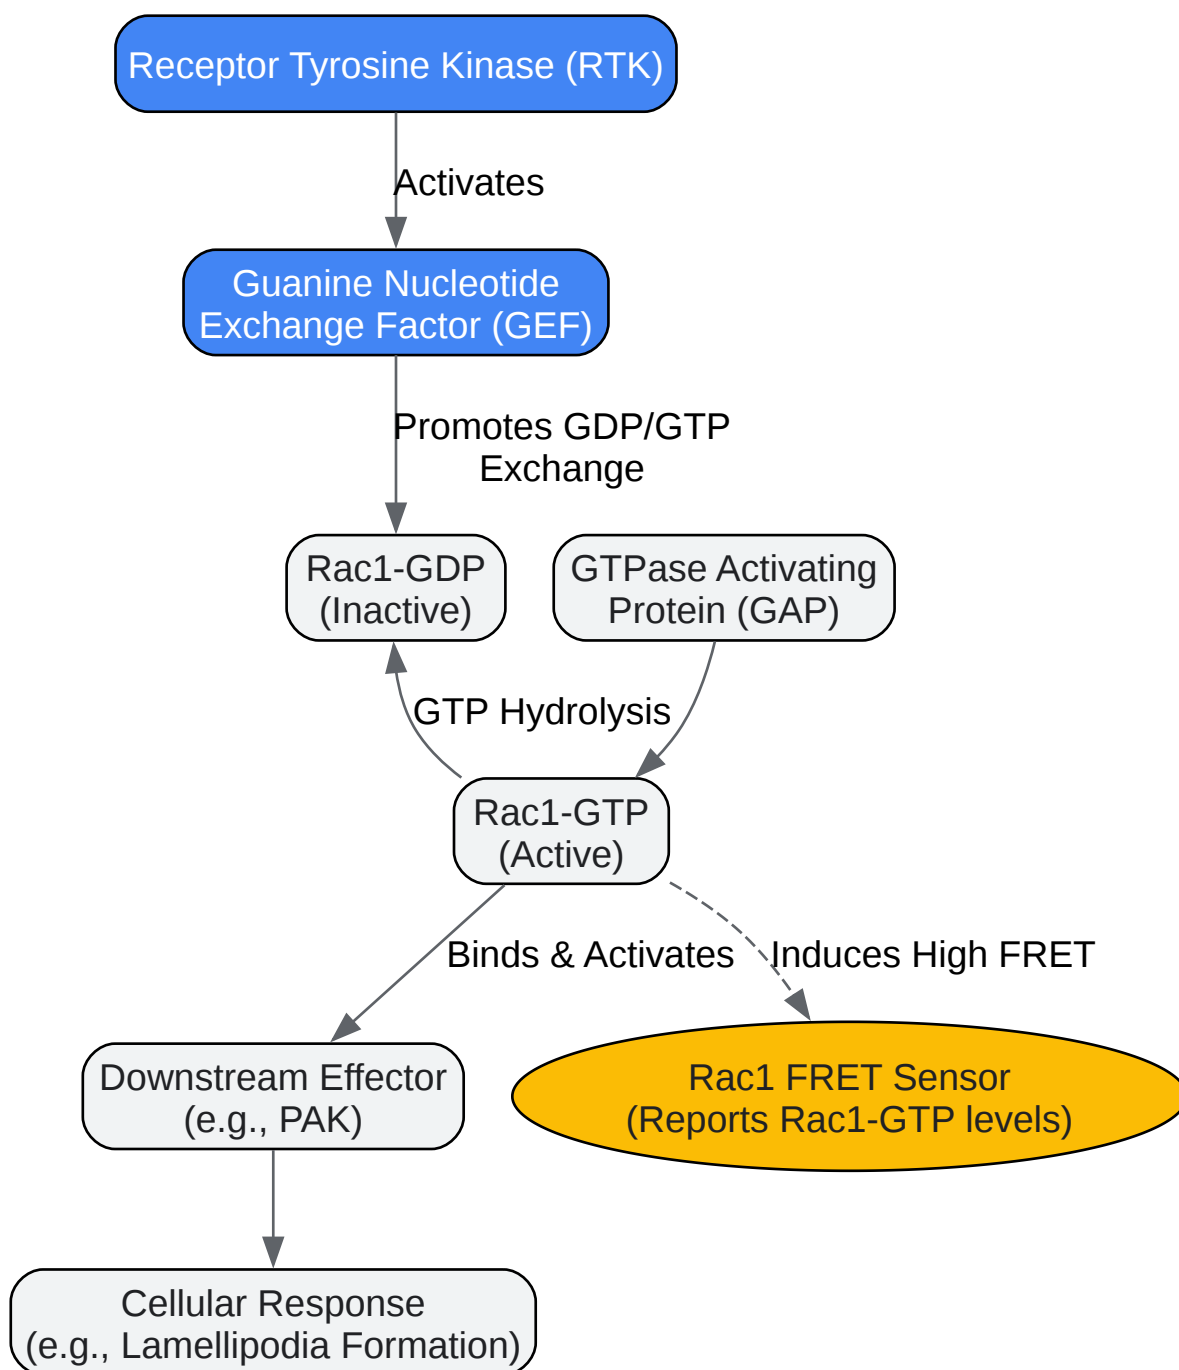 Receptor Tyrosine Kinase (RTK)
Activates
Guanine Nucleotide
Exchange Factor (GEF)
Promotes GDP/GTP
Exchange
Rac1-GDP
(Inactive)
GTPase Activating
Protein (GAP)
GTP Hydrolysis
Rac1-GTP
(Active)
Binds & Activates
Induces High FRET
Downstream Effector
(e.g., PAK)
Rac1 FRET Sensor
(Reports Rac1-GTP levels)
Cellular Response
(e.g., Lamellipodia Formation)